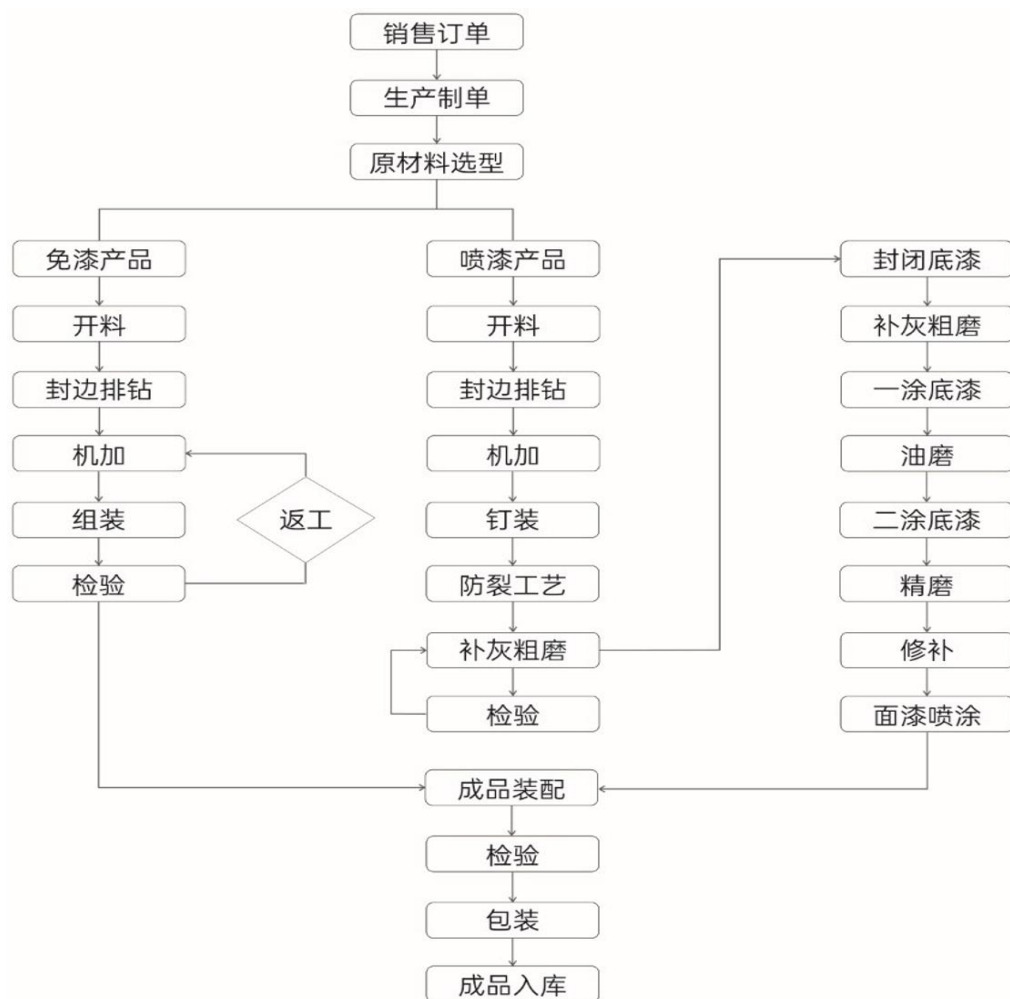 销售订单
生产制单
原材料选型
免漆产品
开料
封边排钻
机加
组装
检验
返工
喷漆产品
开料
封边排钻
机加
钉装
防裂工艺
补灰粗磨
检验
封闭底漆
补灰粗磨
一涂底漆
油磨
二涂底漆
精磨
修补
面漆喷涂
成品装配
检验
包装
成品入库